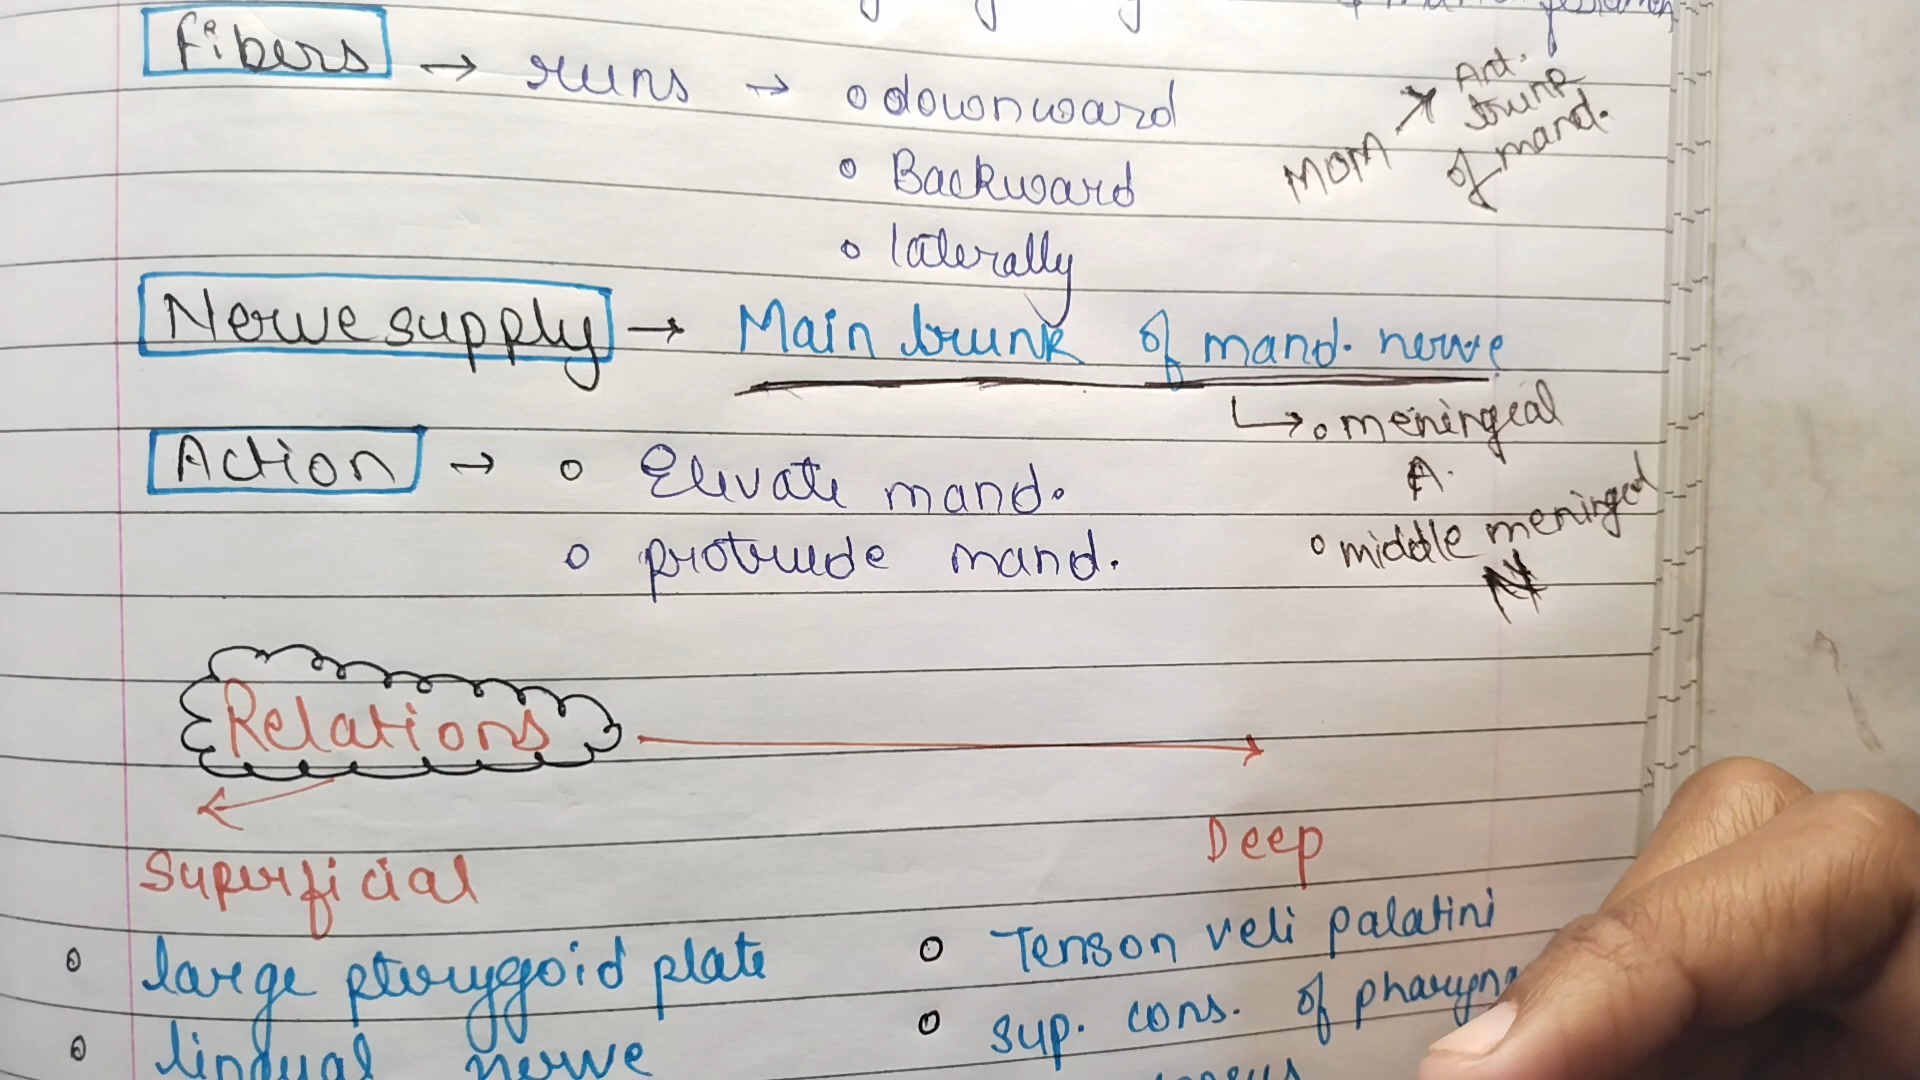 Fibers → runs → o downward
o Backward
o laterally
MOM → Ant. trunk of mand.
Nerve supply → Main trunk of mand. nerve
↳ o meningeal
A.
o middle meningeal
N
Action → o Elevate mand.
o protrude mand.
Relations
Superficial
Deep
o large pterygoid plate
o lingual nerve
o Tenson veli palatini
o sup. cons. of